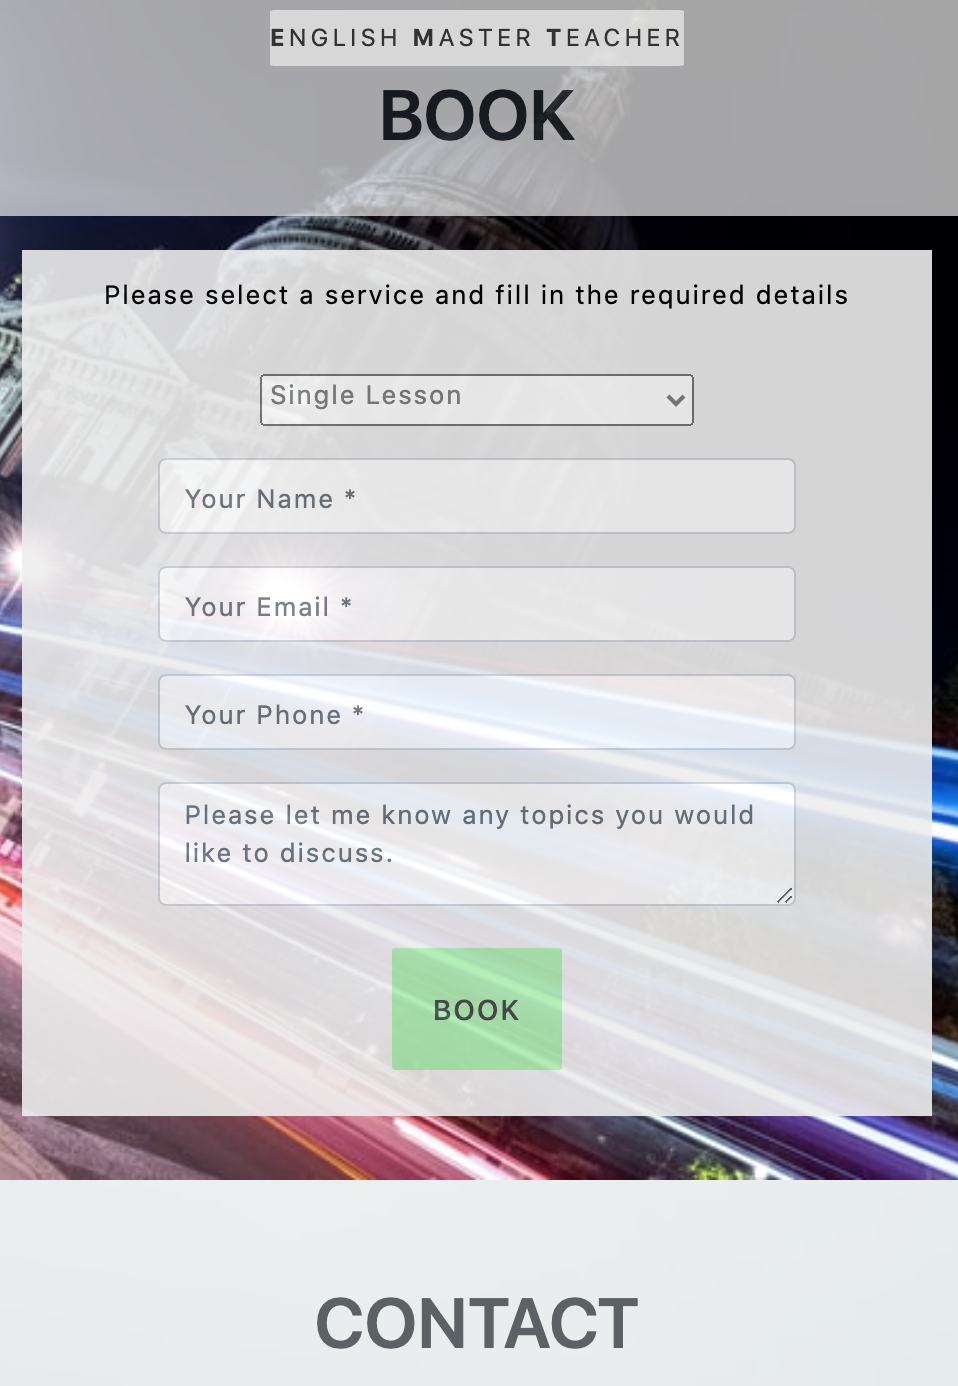 ENGLISH MASTER TEACHER
BOOK
Please select a service and fill in the required details
Single Lesson
Your Name *
Your Email *
Your Phone *
Please let me know any topics you would
like to discuss.
BOOK
CONTACT